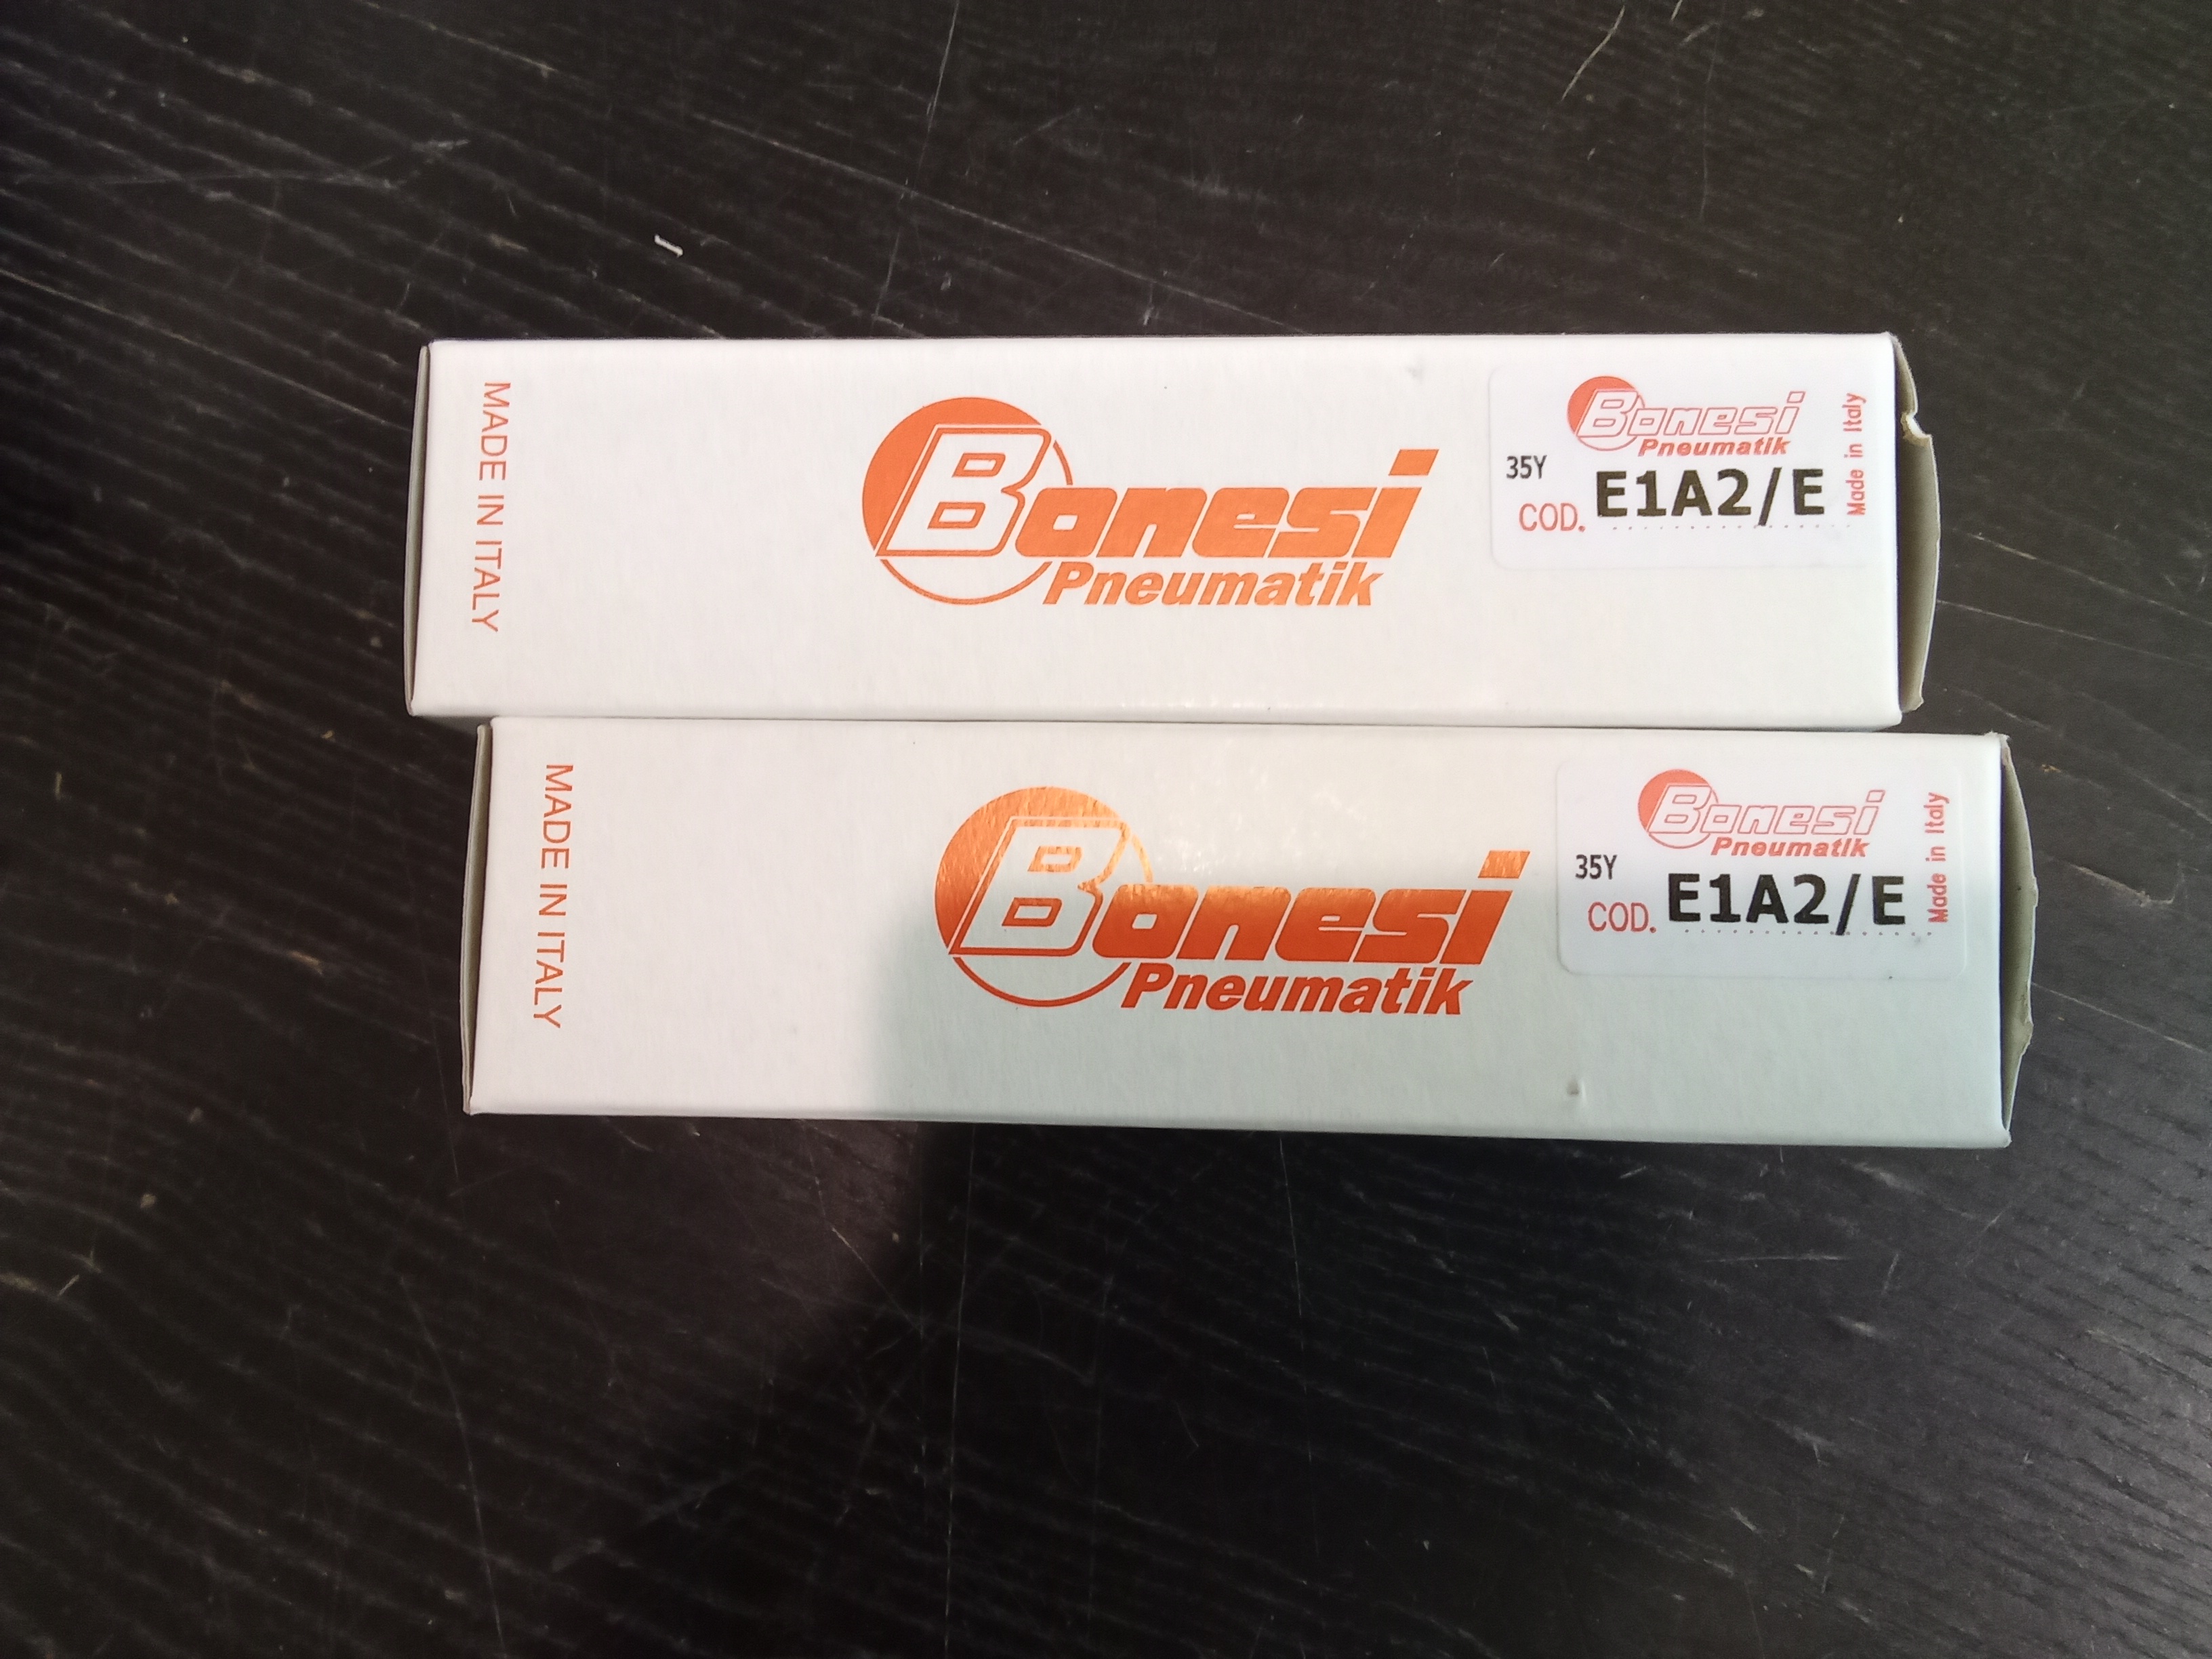 MADE IN ITALY
Bonesi
Pneumatik
Bonesi
Pneumatik
35Y
COD. E1A2/E
Made in Italy
MADE IN ITALY
Bonesi
Pneumatik
Bonesi
Pneumatik
35Y
COD. E1A2/E
Made in Italy